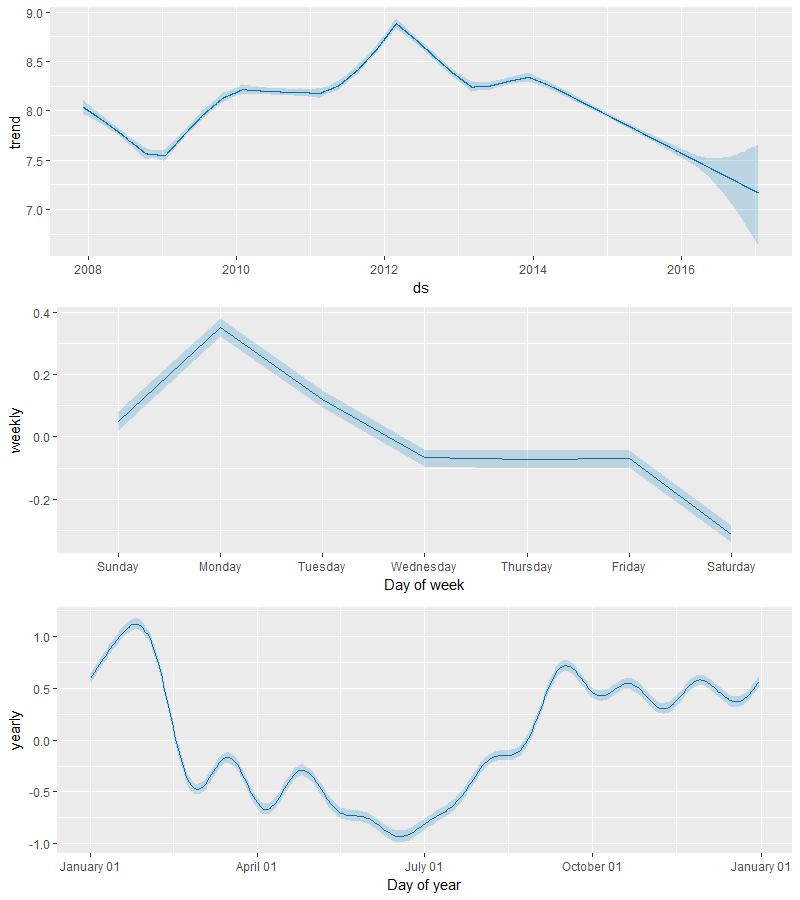 9.0
8.5
8.0
7.5
7.0
trend
2008 2010 2012 2014 2016
ds
0.4
0.2
0.0
-0.2
weekly
Sunday Monday Tuesday Wednesday Thursday Friday Saturday
Day of week
1.0
0.5
0.0
-0.5
-1.0
yearly
January 01 April 01 July 01 October 01 January 01
Day of year